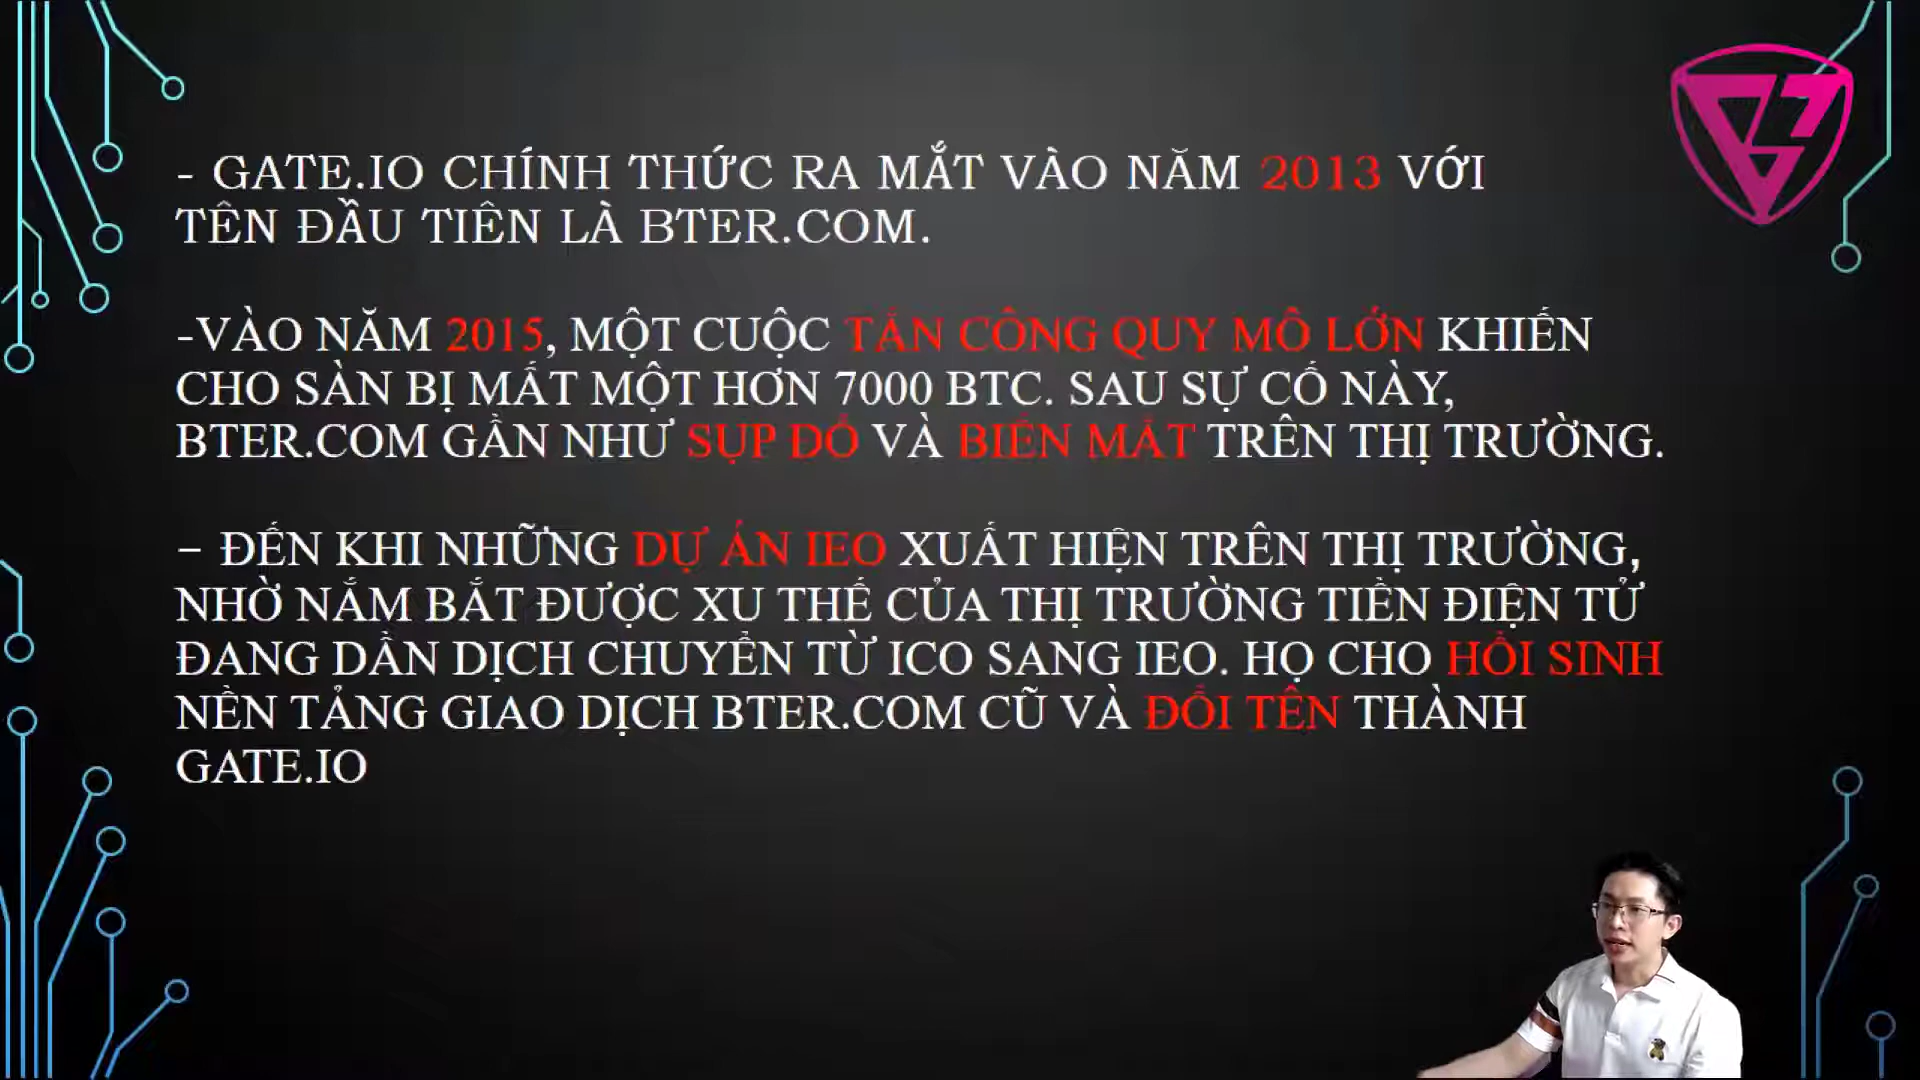 - GATE.IO CHÍNH THỨC RA MẮT VÀO NĂM 2013 VỚI
TÊN ĐẦU TIÊN LÀ BTER.COM.
-VÀO NĂM 2015, MỘT CUỘC TẤN CÔNG QUY MÔ LỚN KHIẾN
CHO SÀN BỊ MẤT MỘT HƠN 7000 BTC. SAU SỰ CỐ NÀY,
BTER.COM GẦN NHƯ SỤP ĐỔ VÀ BIẾN MẤT TRÊN THỊ TRƯỜNG.
– ĐẾN KHI NHỮNG DỰ ÁN IEO XUẤT HIỆN TRÊN THỊ TRƯỜNG,
NHỜ NẮM BẮT ĐƯỢC XU THẾ CỦA THỊ TRƯỜNG TIỀN ĐIỆN TỬ
ĐANG DẦN DỊCH CHUYỂN TỪ ICO SANG IEO. HỌ CHO HỒI SINH
NỀN TẢNG GIAO DỊCH BTER.COM CŨ VÀ ĐỔI TÊN THÀNH
GATE.IO